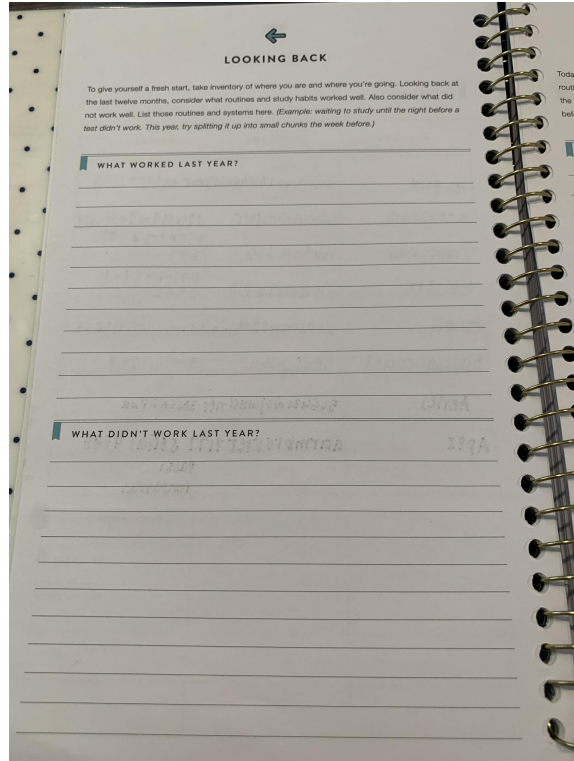 LOOKING BACK
To give yourself a fresh start, take inventory of where you are and where you're going. Looking back at
the last twelve months, consider what routines and study habits worked well. Also consider what did
not work well. List those routines and systems here. (Example: waiting to study until the night before a
test didn't work. This year, try splitting it up into small chunks the week before.)
WHAT WORKED LAST YEAR?
WHAT DIDN'T WORK LAST YEAR?
Toda
routi
the
befo